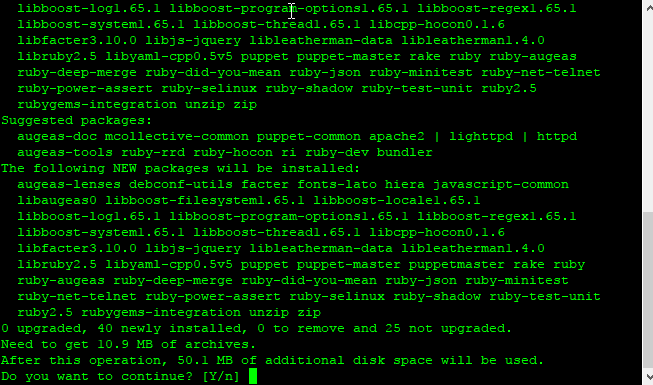 libboost-log1.65.1 libboost-program-options1.65.1 libboost-regex1.65.1
libboost-system1.65.1 libboost-thread1.65.1 libcpp-hocon0.1.6
libfacter3.10.0 libjs-jquery libleatherman-data libleatherman1.4.0
libruby2.5 libyaml-cpp0.5v5 puppet puppet-master rake ruby ruby-augeas
ruby-deep-merge ruby-did-you-mean ruby-json ruby-minitest ruby-net-telnet
ruby-power-assert ruby-selinux ruby-shadow ruby-test-unit ruby2.5
rubygems-integration unzip zip
Suggested packages:
augeas-doc mcollective-common puppet-common apache2 | lighttpd | httpd
augeas-tools ruby-rrd ruby-hocon ri ruby-dev bundler
The following NEW packages will be installed:
augeas-lenses debconf-utils facter fonts-lato hiera javascript-common
libaugeas0 libboost-filesystem1.65.1 libboost-locale1.65.1
libboost-log1.65.1 libboost-program-options1.65.1 libboost-regex1.65.1
libboost-system1.65.1 libboost-thread1.65.1 libcpp-hocon0.1.6
libfacter3.10.0 libjs-jquery libleatherman-data libleatherman1.4.0
libruby2.5 libyaml-cpp0.5v5 puppet puppet-master puppetmaster rake ruby
ruby-augeas ruby-deep-merge ruby-did-you-mean ruby-json ruby-minitest
ruby-net-telnet ruby-power-assert ruby-selinux ruby-shadow ruby-test-unit
ruby2.5 rubygems-integration unzip zip
0 upgraded, 40 newly installed, 0 to remove and 25 not upgraded.
Need to get 10.9 MB of archives.
After this operation, 50.1 MB of additional disk space will be used.
Do you want to continue? [Y/n]